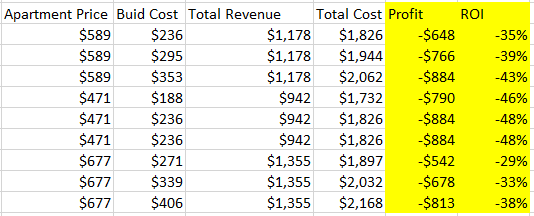 Apartment Price Buid Cost Total Revenue Total Cost Profit ROI
$589 $236 $1,178 $1,826 -$648 -35%
$589 $295 $1,178 $1,944 -$766 -39%
$589 $353 $1,178 $2,062 -$884 -43%
$471 $188 $942 $1,732 -$790 -46%
$471 $236 $942 $1,826 -$884 -48%
$471 $236 $942 $1,826 -$884 -48%
$677 $271 $1,355 $1,897 -$542 -29%
$677 $339 $1,355 $2,032 -$678 -33%
$677 $406 $1,355 $2,168 -$813 -38%